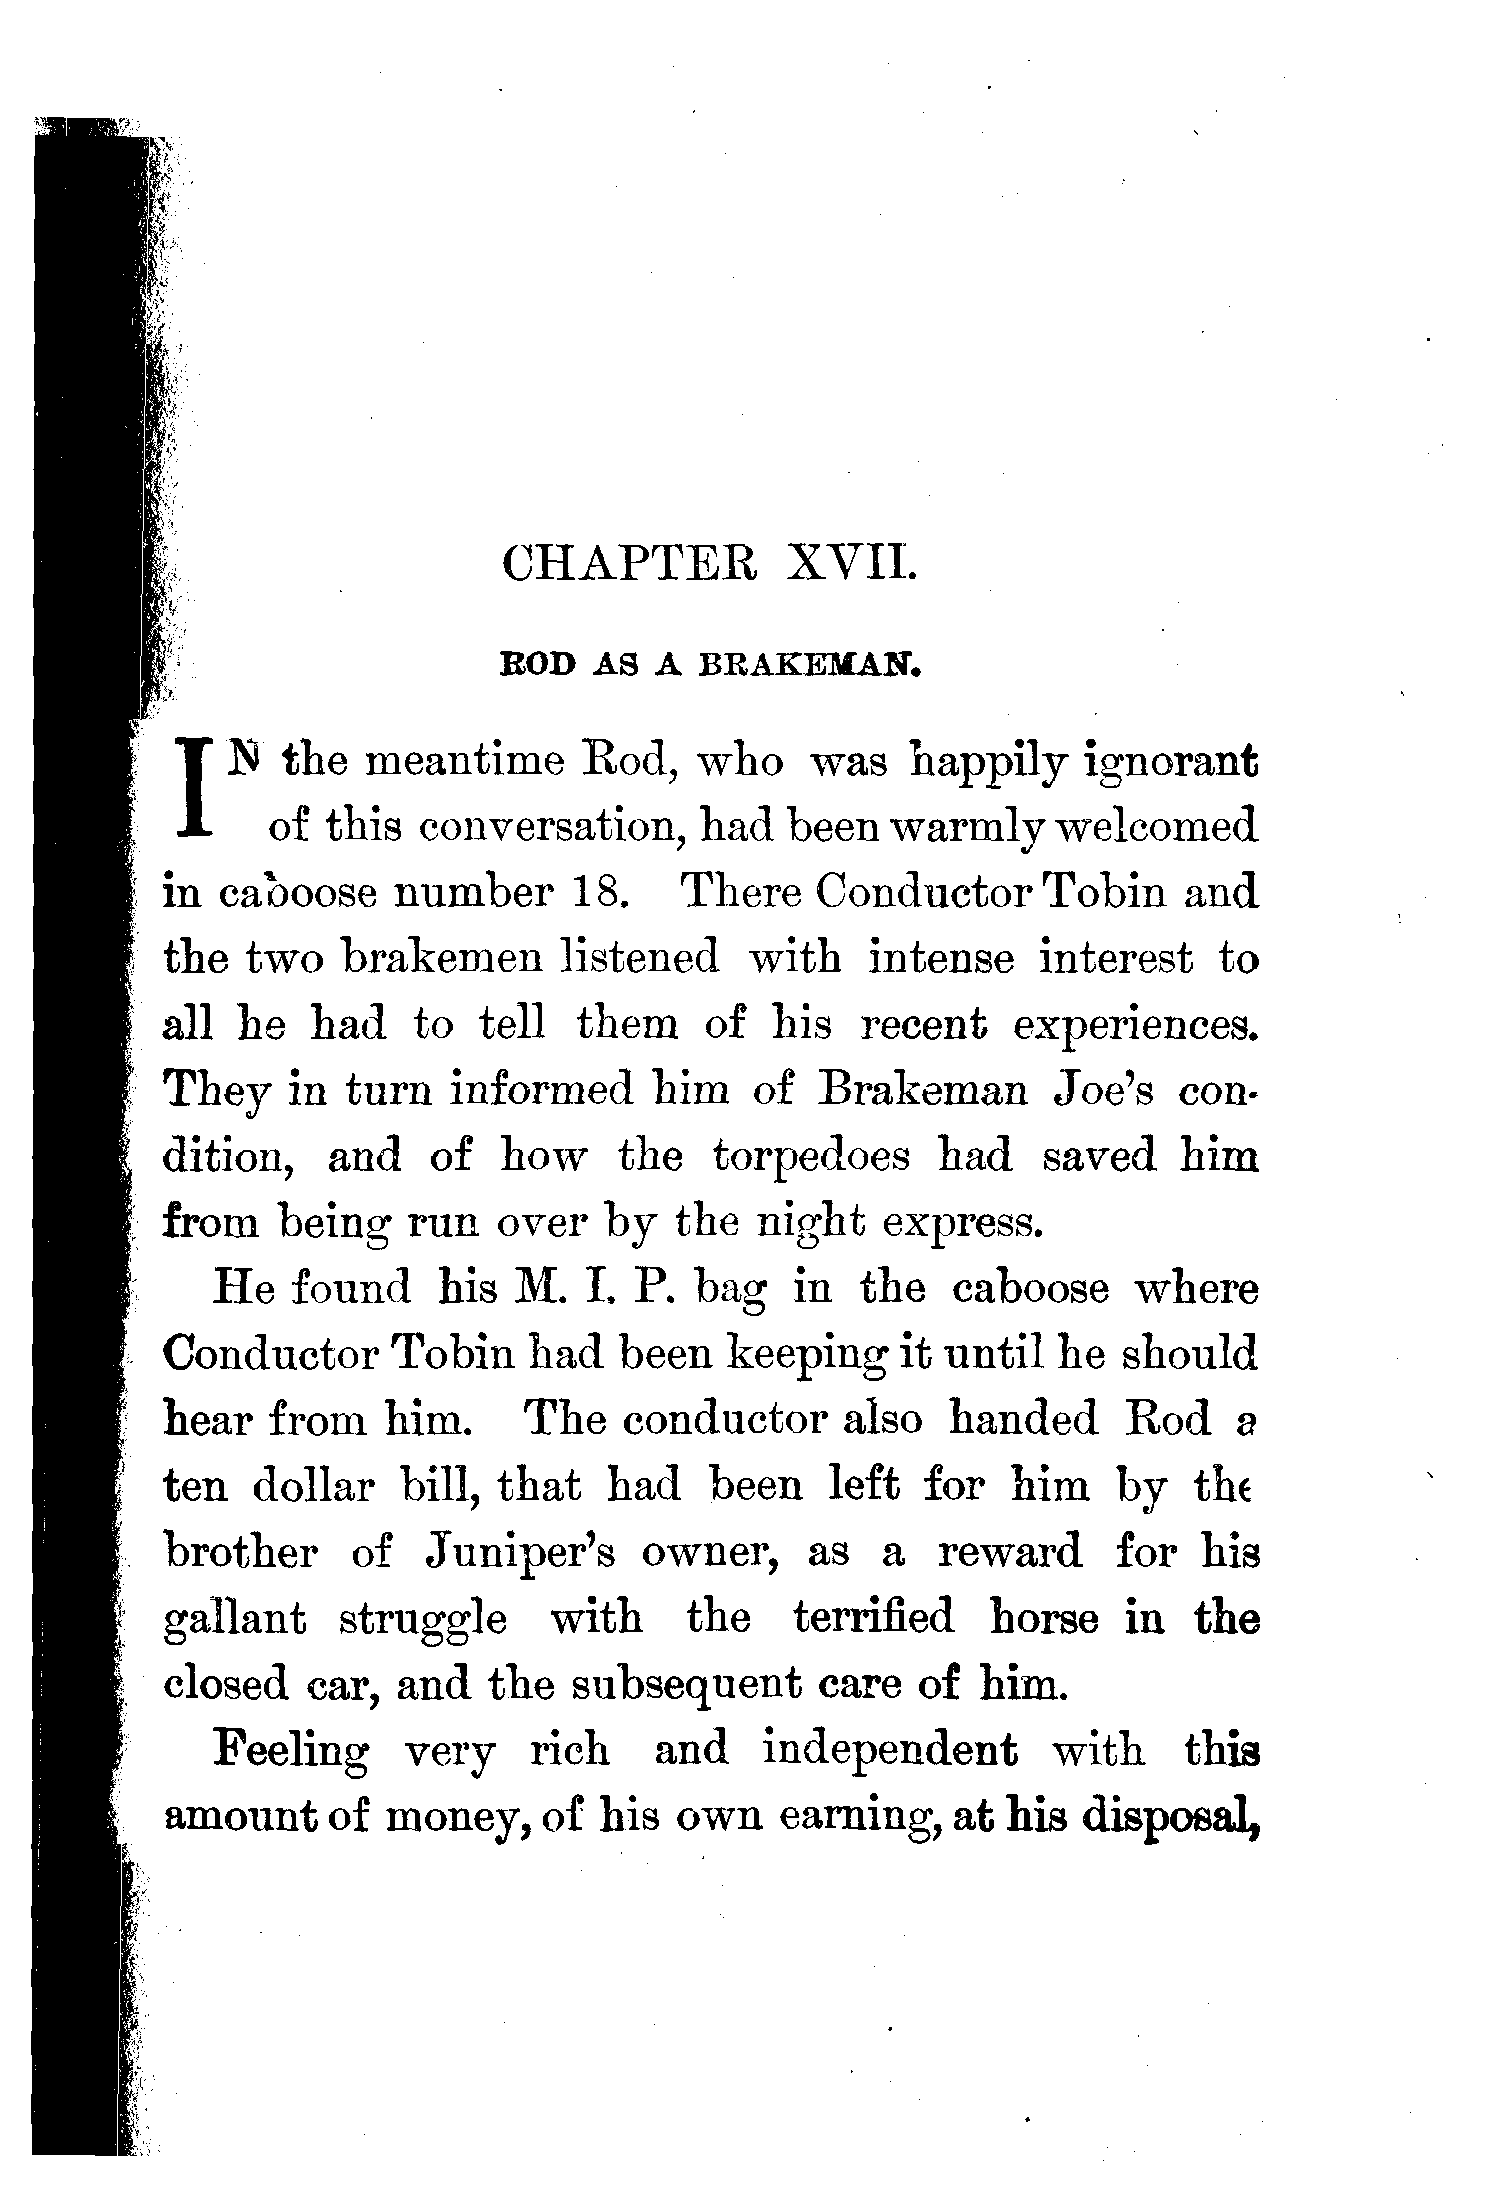 CHAPTER XVII.
ROD AS A BRAKEMAN.
IN the meantime Rod, who was happily ignorant
of this conversation, had been warmly welcomed
in caboose number 18. There Conductor Tobin and
the two brakemen listened with intense interest to
all he had to tell them of his recent experiences.
They in turn informed him of Brakeman Joe's con-
dition, and of how the torpedoes had saved him
from being run over by the night express.
He found his M. I. P. bag in the caboose where
Conductor Tobin had been keeping it until he should
hear from him. The conductor also handed Rod a
ten dollar bill, that had been left for him by the
brother of Juniper's owner, as a reward for his
gallant struggle with the terrified horse in the
closed car, and the subsequent care of him.
Feeling very rich and independent with this
amount of money, of his own earning, at his disposal,